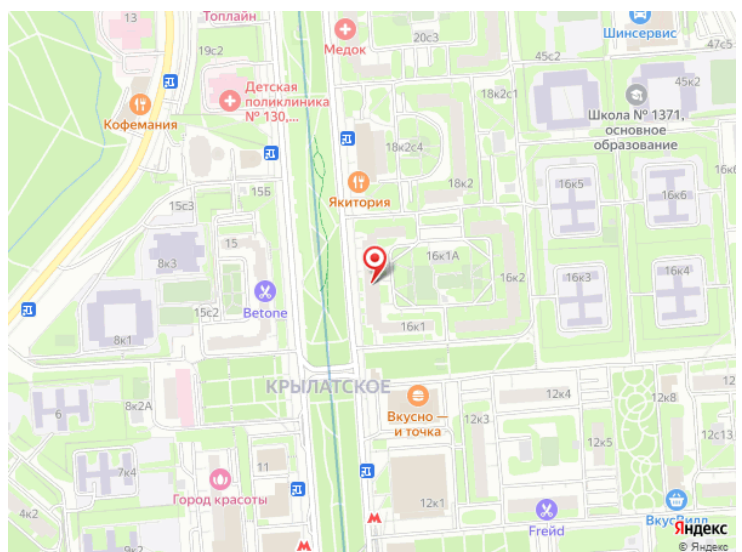 13
Топлайн
19с2
Медок
20с3
Шинсервис
47с5
45с2
45к2
Кофемания
Детская
поликлиника
№ 130,...
18к2с1
Школа № 1371,
основное
образование
18к2с4
18к2
Якитория
16к5
16к6
15Б
15с3
15
8к3
16к1А
16к2
16к3
16к4
Betone
15с2
16к1
8к1
КРЫЛАТСКОЕ
Вкусно —
и точка
12к4
12к8
6
8к2А
12к3
12к5
12с13
7к4
11
Город красоты
4к2
12к1
Freйd
ВкусВилл
Яндекс
© Яндекс